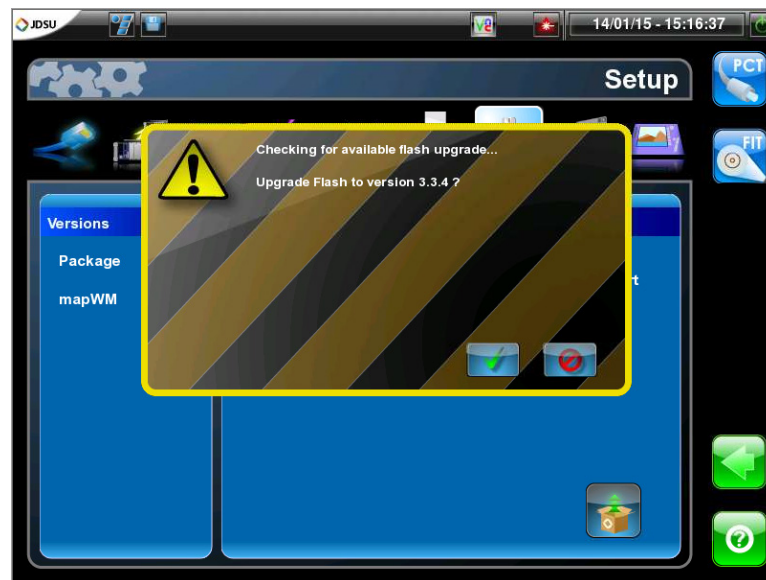 JDSU
14/01/15 - 15:16:37
PCT
Setup
FIT
Checking for available flash upgrade...
Upgrade Flash to version 3.3.4 ?
Versions
Package
mapWM